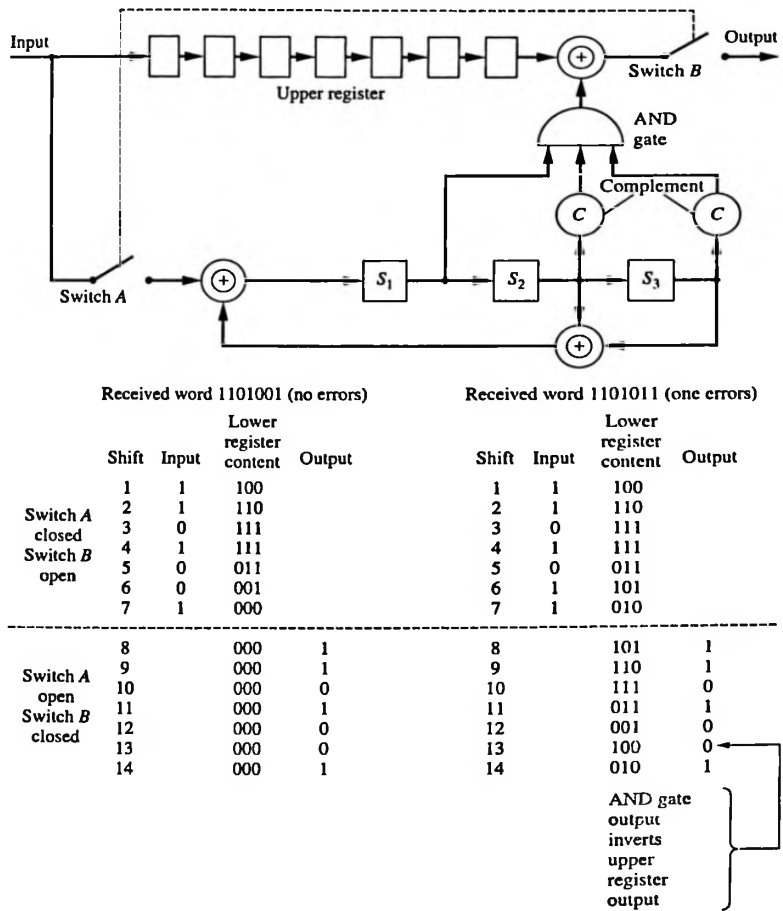 Input
Output
Switch B
Upper register
AND
gate
Complement
C
C
Switch A
S1
S2
S3
Received word 1101001 (no errors)
Shift Input Lower register content Output
Switch A closed Switch B open
1 1 100
2 1 110
3 0 111
4 1 111
5 0 011
6 0 001
7 1 000
Switch A open Switch B closed
8 000 1
9 000 1
10 000 0
11 000 1
12 000 0
13 000 0
14 000 1
Received word 1101011 (one errors)
Shift Input Lower register content Output
1 1 100
2 1 110
3 0 111
4 1 111
5 0 011
6 1 101
7 1 010
8 101 1
9 110 1
10 111 0
11 011 1
12 001 0
13 100 0
14 010 1
AND gate
output
inverts
upper
register
output